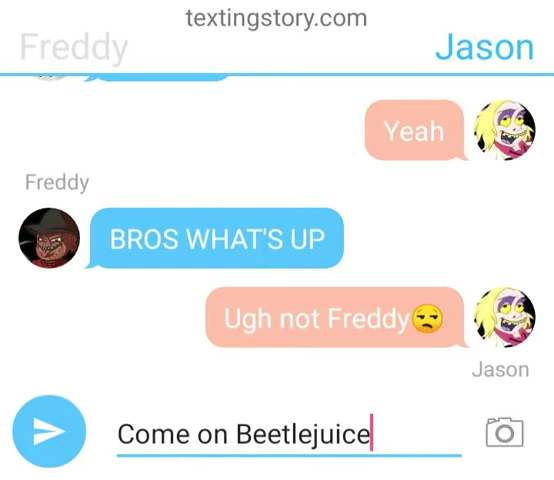 textingstory.com
Freddy
Jason
Yeah
Freddy
BROS WHAT'S UP
Ugh not Freddy😒
Jason
Come on Beetlejuice